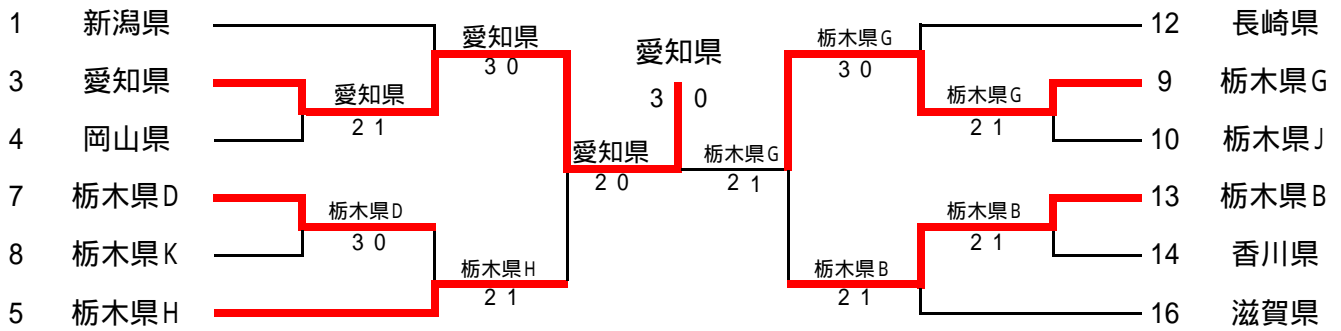 1 新潟県
3 愛知県
4 岡山県
7 栃木県D
8 栃木県K
5 栃木県H
愛知県
2 1
栃木県D
3 0
愛知県
3 0
栃木県H
2 1
愛知県
2 0
愛知県
3 0
栃木県G
2 1
栃木県G
3 0
栃木県B
2 1
栃木県G
2 1
栃木県B
2 1
12 長崎県
9 栃木県G
10 栃木県J
13 栃木県B
14 香川県
16 滋賀県